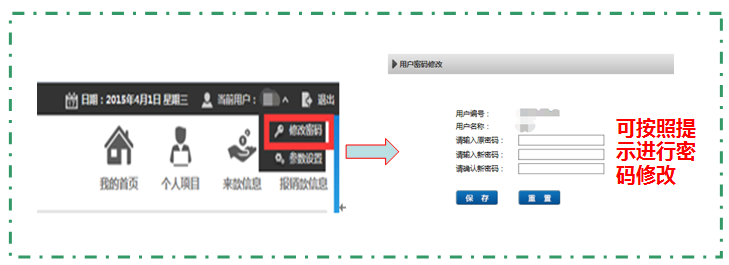 日期：2015年4月1日 星期三 当前用户： 退出
修改密码
参数设置
我的首页 个人项目 来款信息 报销款信息
用户密码修改
用户编号：
用户名称：
请输入原密码：
请输入新密码：
请确认新密码：
保 存 重 置
可按照提
示进行密
码修改